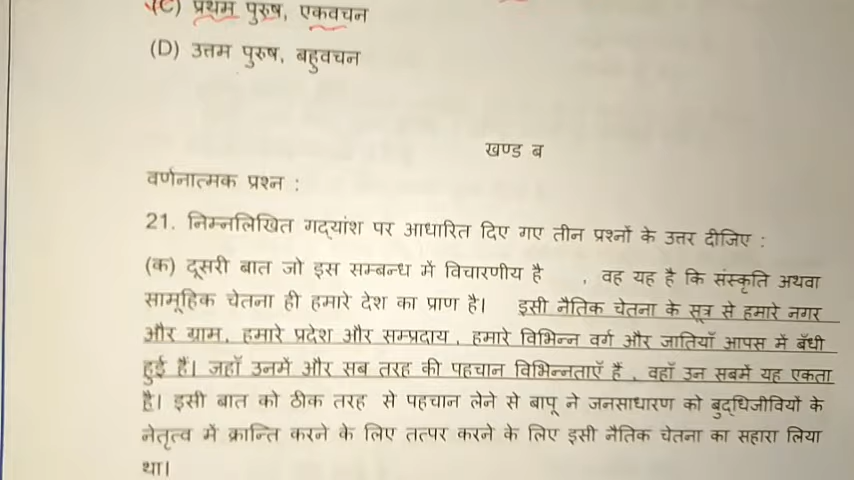 (C) प्रथम पुरुष, एकवचन
(D) उत्तम पुरुष, बहुवचन
खण्ड ब
वर्णनात्मक प्रश्न :
21. निम्नलिखित गद्यांश पर आधारित दिए गए तीन प्रश्नों के उत्तर दीजिए :
(क) दूसरी बात जो इस सम्बन्ध में विचारणीय है , वह यह है कि संस्कृति अथवा
सामूहिक चेतना ही हमारे देश का प्राण है। इसी नैतिक चेतना के सूत्र से हमारे नगर
और ग्राम, हमारे प्रदेश और सम्प्रदाय, हमारे विभिन्न वर्ग और जातियाँ आपस में बँधी
हुई हैं। जहाँ उनमें और सब तरह की पहचान विभिन्नताएँ हैं , वहाँ उन सबमें यह एकता
है। इसी बात को ठीक तरह से पहचान लेने से बापू ने जनसाधारण को बुद्धिजीवियों के
नेतृत्व में क्रान्ति करने के लिए तत्पर करने के लिए इसी नैतिक चेतना का सहारा लिया
था।